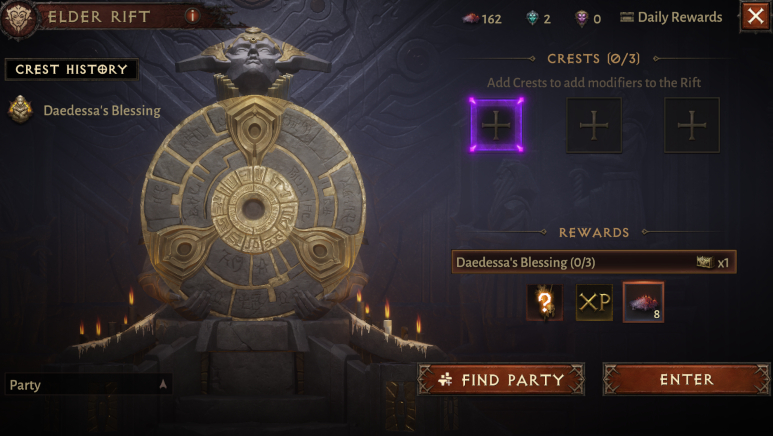 ELDER RIFT
162
2
0
Daily Rewards
CREST HISTORY
Daedessa's Blessing
CRESTS (0/3)
Add Crests to add modifiers to the Rift
REWARDS
Daedessa's Blessing (0/3)
x1
?
XP
8
Party
FIND PARTY
ENTER